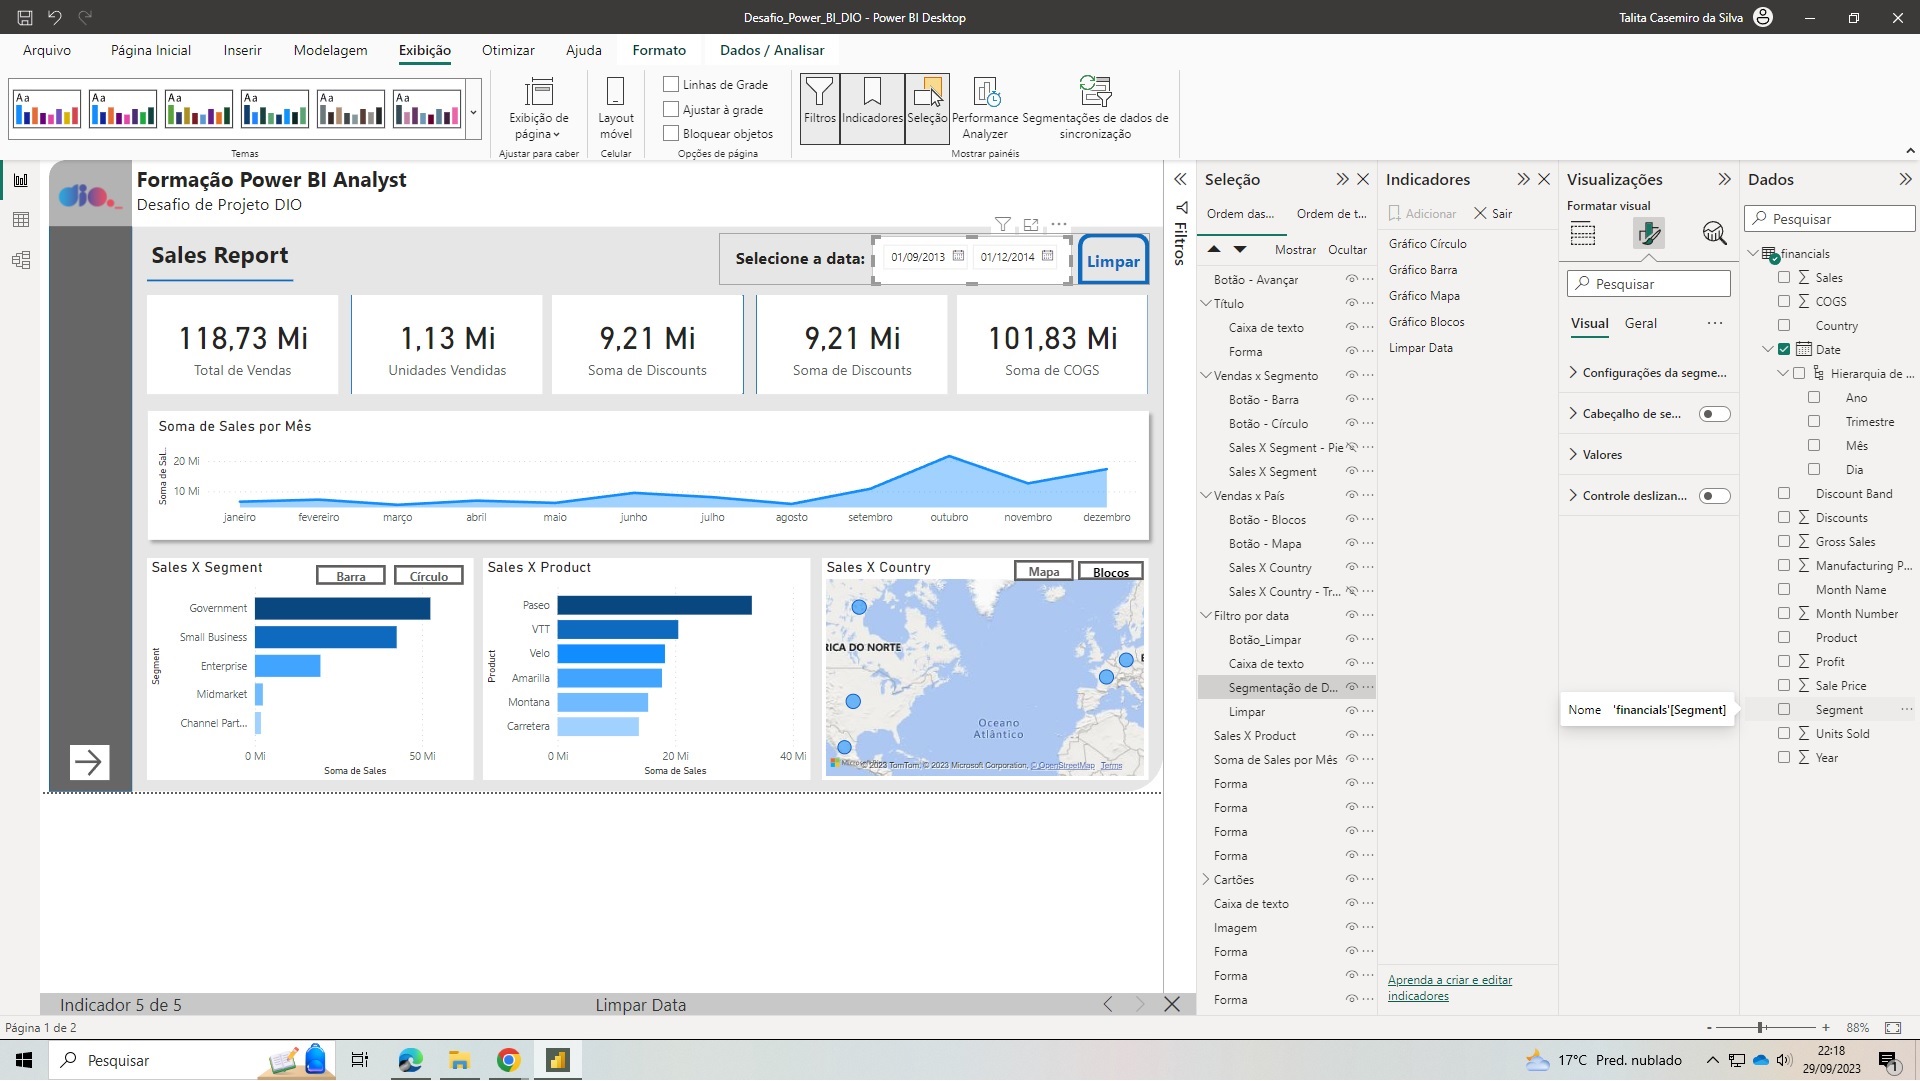 Desafio_Power_BI_DIO - Power BI Desktop
Talita Casemiro da Silva
Arquivo
Página Inicial
Inserir
Modelagem
Exibição
Otimizar
Ajuda
Formato
Dados / Analisar
Aa
Aa
Aa
Aa
Aa
Aa
Temas
Exibição de página
Ajustar para caber
Layout móvel
Celular
Linhas de Grade
Ajustar à grade
Bloquear objetos
Opções de página
Filtros
Indicadores
Seleção
Performance Analyzer
Segmentações de dados de sincronização
Mostrar painéis
dio.
Formação Power BI Analyst
Desafio de Projeto DIO
Sales Report
Selecione a data:
01/09/2013
01/12/2014
Limpar
118,73 Mi
Total de Vendas
1,13 Mi
Unidades Vendidas
9,21 Mi
Soma de Discounts
9,21 Mi
Soma de Discounts
101,83 Mi
Soma de COGS
Soma de Sales por Mês
Soma de Sal...
20 Mi
10 Mi
janeiro fevereiro março abril maio junho julho agosto setembro outubro novembro dezembro
Sales X Segment
Barra
Círculo
Segment
Government
Small Business
Enterprise
Midmarket
Channel Part...
0 Mi 50 Mi
Soma de Sales
Sales X Product
Product
Paseo
VTT
Velo
Amarilla
Montana
Carretera
0 Mi 20 Mi 40 Mi
Soma de Sales
Sales X Country
Mapa
Blocos
RICA DO NORTE
E
Oceano
Atlântico
© 2023 TomTom, © 2023 Microsoft Corporation, © OpenStreetMap Terms
Filtros
Seleção
Ordem das...
Ordem de t...
Mostrar
Ocultar
Botão - Avançar
Título
Caixa de texto
Forma
Vendas x Segmento
Botão - Barra
Botão - Círculo
Sales X Segment - Pie
Sales X Segment
Vendas x País
Botão - Blocos
Botão - Mapa
Sales X Country
Sales X Country - Tr...
Filtro por data
Botão_Limpar
Caixa de texto
Segmentação de D...
Limpar
Sales X Product
Soma de Sales por Mês
Forma
Forma
Forma
Forma
Cartões
Caixa de texto
Imagem
Forma
Forma
Forma
Indicadores
Adicionar
Sair
Gráfico Círculo
Gráfico Barra
Gráfico Mapa
Gráfico Blocos
Limpar Data
Aprenda a criar e editar
indicadores
Visualizações
Formatar visual
Pesquisar
Visual
Geral
Configurações da segme...
Cabeçalho de se...
Valores
Controle deslizan...
Nome 'financials'[Segment]
Dados
Pesquisar
financials
Sales
COGS
Country
Date
Hierarquia de ...
Ano
Trimestre
Mês
Dia
Discount Band
Discounts
Gross Sales
Manufacturing P...
Month Name
Month Number
Product
Profit
Sale Price
Segment
Units Sold
Year
Indicador 5 de 5
Limpar Data
Página 1 de 2
- + 88%
Pesquisar
17°C Pred. nublado
22:18
29/09/2023
1